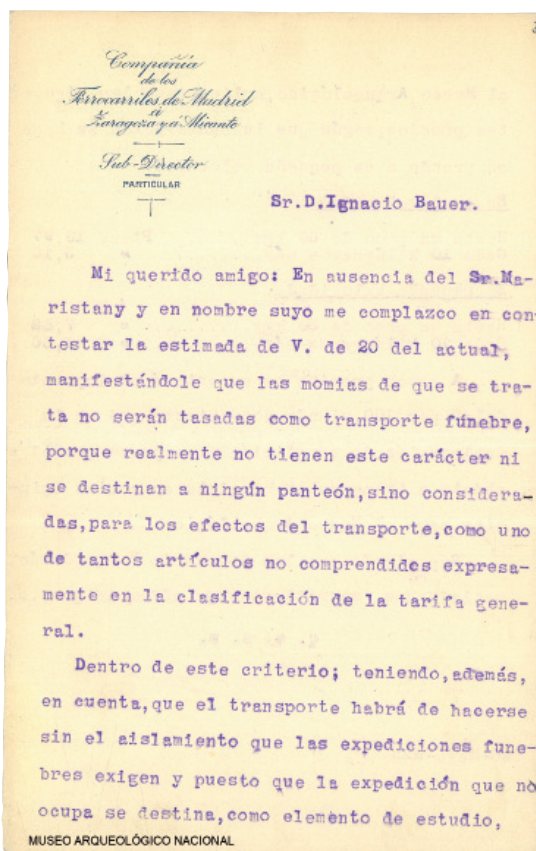 Compañía
de los
Ferrocarriles de Madrid
á
Zaragoza y á Alicante
Sub-Director
PARTICULAR
Sr.D.Ignacio Bauer.
Mi querido amigo: En ausencia del Sr.Ma-
ristany y en nombre suyo me complazco en con-
testar la estimada de V. de 20 del actual,
manifestándole que las momias de que se tra-
ta no serán tasadas como transporte fúnebre,
porque realmente no tienen este carácter ni
se destinan a ningún panteón,sino considera-
das,para los efectos del transporte,como uno
de tantos artículos no comprendidos expresa-
mente en la clasificación de la tarifa gene-
ral.
Dentro de este criterio; teniendo,además,
en cuenta,que el transporte habrá de hacerse
sin el aislamiento que las expediciones fune-
bres exigen y puesto que la expedición que no
ocupa se destina,como elemento de estudio,
MUSEO ARQUEOLÓGICO NACIONAL